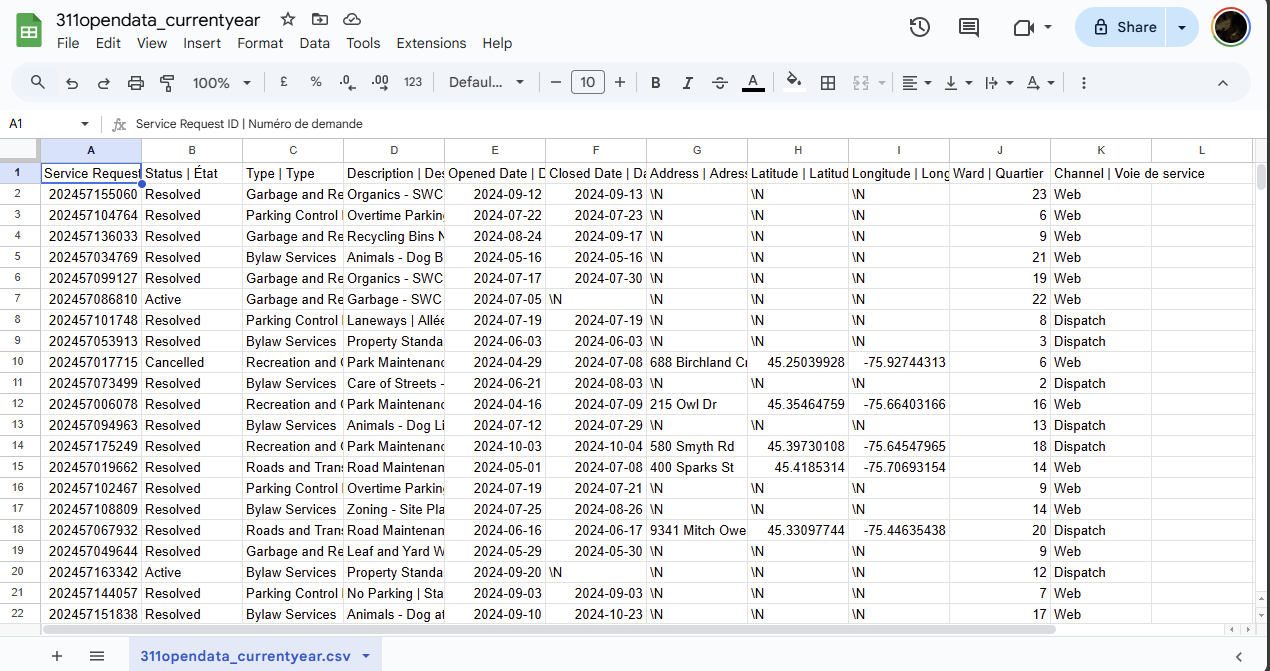 311opendata_currentyear
File Edit View Insert Format Data Tools Extensions Help
Share
100% £ % .0 .00 123 Defaul... − 10 + B I A A
A1 fx Service Request ID | Numéro de demande
A B C D E F G H I J K L
1 Service Request Status | État Type | Type Description | Des Opened Date | D Closed Date | Da Address | Adress Latitude | Latitud Longitude | Long Ward | Quartier Channel | Voie de service
2 202457155060 Resolved Garbage and Re Organics - SWC 2024-09-12 2024-09-13 \N \N \N 23 Web
3 202457104764 Resolved Parking Control Overtime Parking 2024-07-22 2024-07-23 \N \N \N 6 Web
4 202457136033 Resolved Garbage and Re Recycling Bins N 2024-08-24 2024-09-17 \N \N \N 9 Web
5 202457034769 Resolved Bylaw Services Animals - Dog B 2024-05-16 2024-05-16 \N \N \N 21 Web
6 202457099127 Resolved Garbage and Re Organics - SWC 2024-07-17 2024-07-30 \N \N \N 19 Web
7 202457086810 Active Garbage and Re Garbage - SWC 2024-07-05 \N \N \N \N 22 Web
8 202457101748 Resolved Parking Control Laneways | Allée 2024-07-19 2024-07-19 \N \N \N 8 Dispatch
9 202457053913 Resolved Bylaw Services Property Standa 2024-06-03 2024-06-03 \N \N \N 3 Dispatch
10 202457017715 Cancelled Recreation and Park Maintenanc 2024-04-29 2024-07-08 688 Birchland Cr 45.25039928 -75.92744313 6 Web
11 202457073499 Resolved Bylaw Services Care of Streets - 2024-06-21 2024-08-03 \N \N \N 2 Dispatch
12 202457006078 Resolved Recreation and Park Maintenanc 2024-04-16 2024-07-09 215 Owl Dr 45.35464759 -75.66403166 16 Web
13 202457094963 Resolved Bylaw Services Animals - Dog Li 2024-07-12 2024-07-29 \N \N \N 13 Dispatch
14 202457175249 Resolved Recreation and Park Maintenanc 2024-10-03 2024-10-04 580 Smyth Rd 45.39730108 -75.64547965 18 Dispatch
15 202457019662 Resolved Roads and Trans Road Maintenan 2024-05-01 2024-07-08 400 Sparks St 45.4185314 -75.70693154 14 Web
16 202457102467 Resolved Parking Control Overtime Parking 2024-07-19 2024-07-21 \N \N \N 9 Web
17 202457108809 Resolved Bylaw Services Zoning - Site Pla 2024-07-25 2024-08-26 \N \N \N 14 Web
18 202457067932 Resolved Roads and Trans Road Maintenan 2024-06-16 2024-06-17 9341 Mitch Owe 45.33097744 -75.44635438 20 Dispatch
19 202457049644 Resolved Garbage and Re Leaf and Yard W 2024-05-29 2024-05-30 \N \N \N 9 Web
20 202457163342 Active Bylaw Services Property Standa 2024-09-20 \N \N \N \N 12 Dispatch
21 202457144057 Resolved Parking Control No Parking | Sta 2024-09-03 2024-09-03 \N \N \N 7 Web
22 202457151838 Resolved Bylaw Services Animals - Dog at 2024-09-10 2024-10-23 \N \N \N 17 Web
311opendata_currentyear.csv